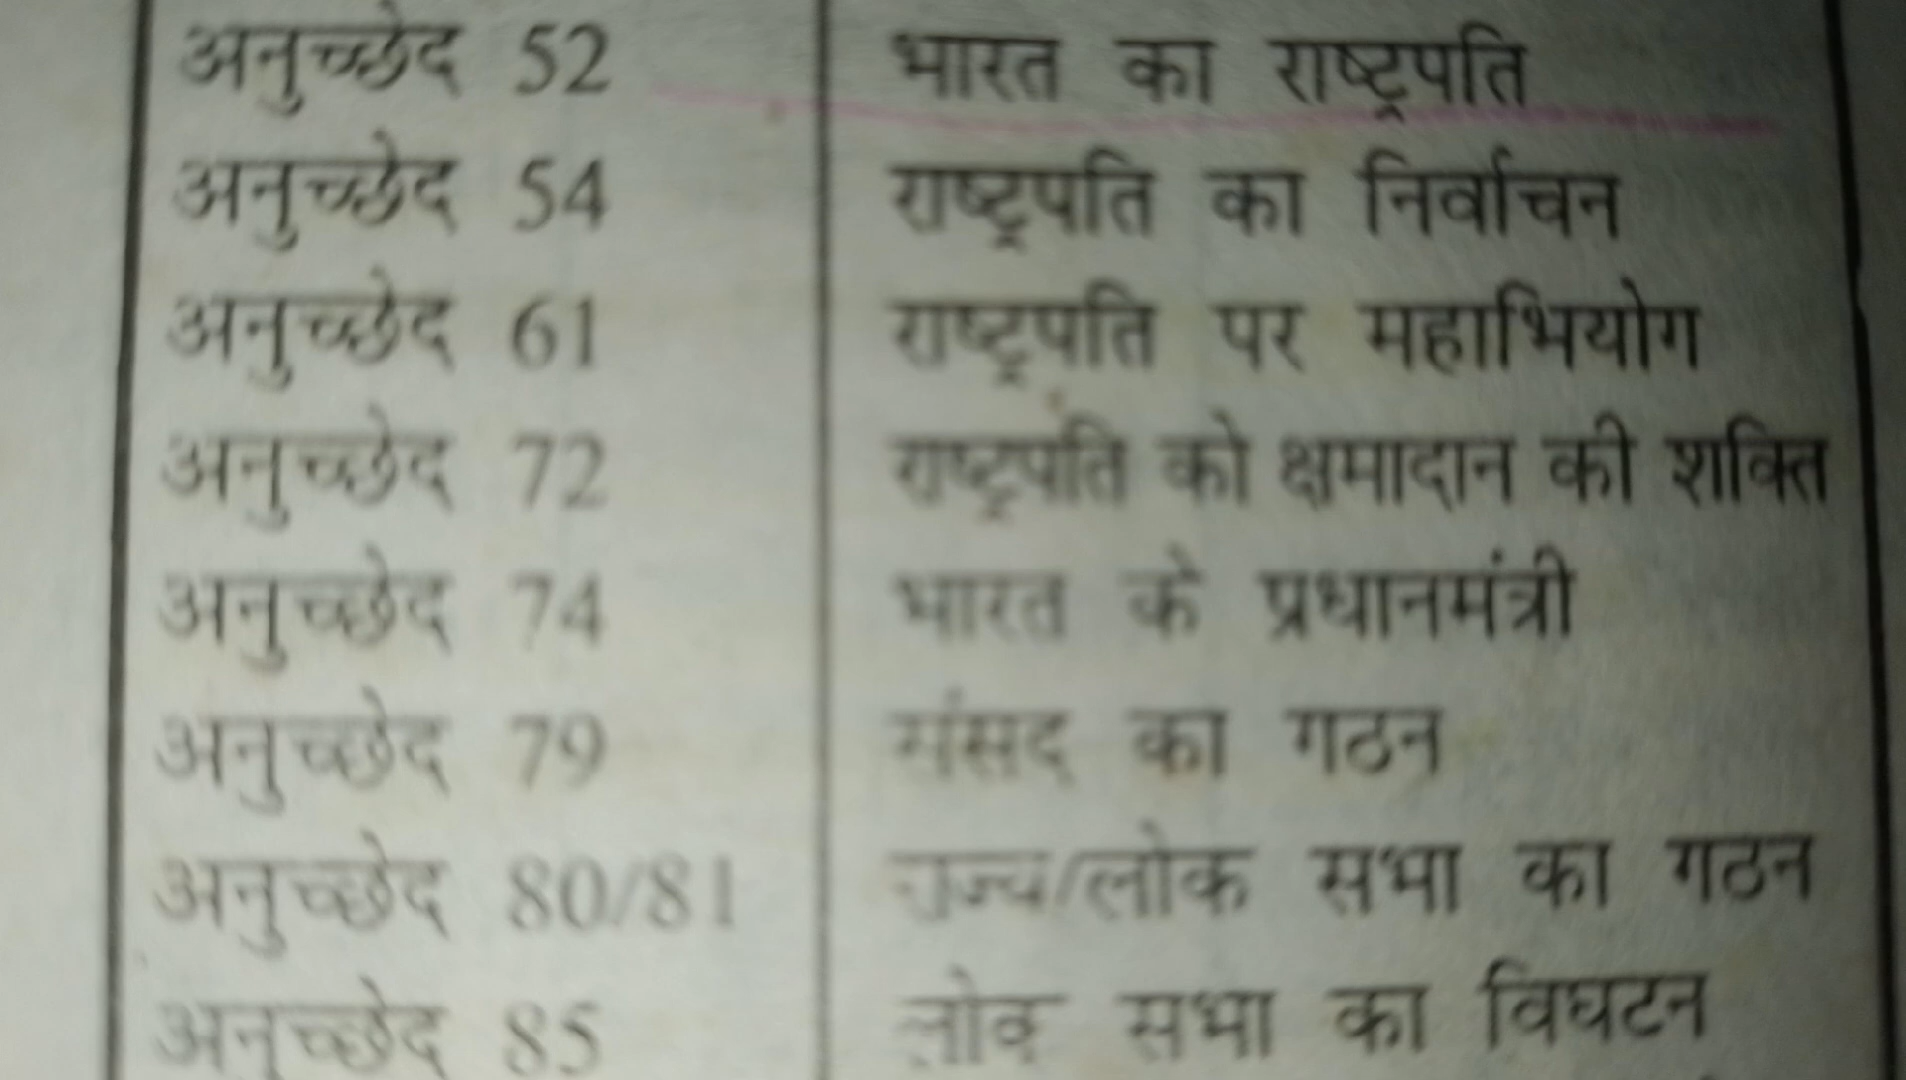 अनुच्छेद 52 भारत का राष्ट्रपति
अनुच्छेद 54 राष्ट्रपति का निर्वाचन
अनुच्छेद 61 राष्ट्रपति पर महाभियोग
अनुच्छेद 72 राष्ट्रपति को क्षमादान की शक्ति
अनुच्छेद 74 भारत के प्रधानमंत्री
अनुच्छेद 79 संसद का गठन
अनुच्छेद 80/81 राज्य/लोक सभा का गठन
अनुच्छेद 85 लोक सभा का विघटन